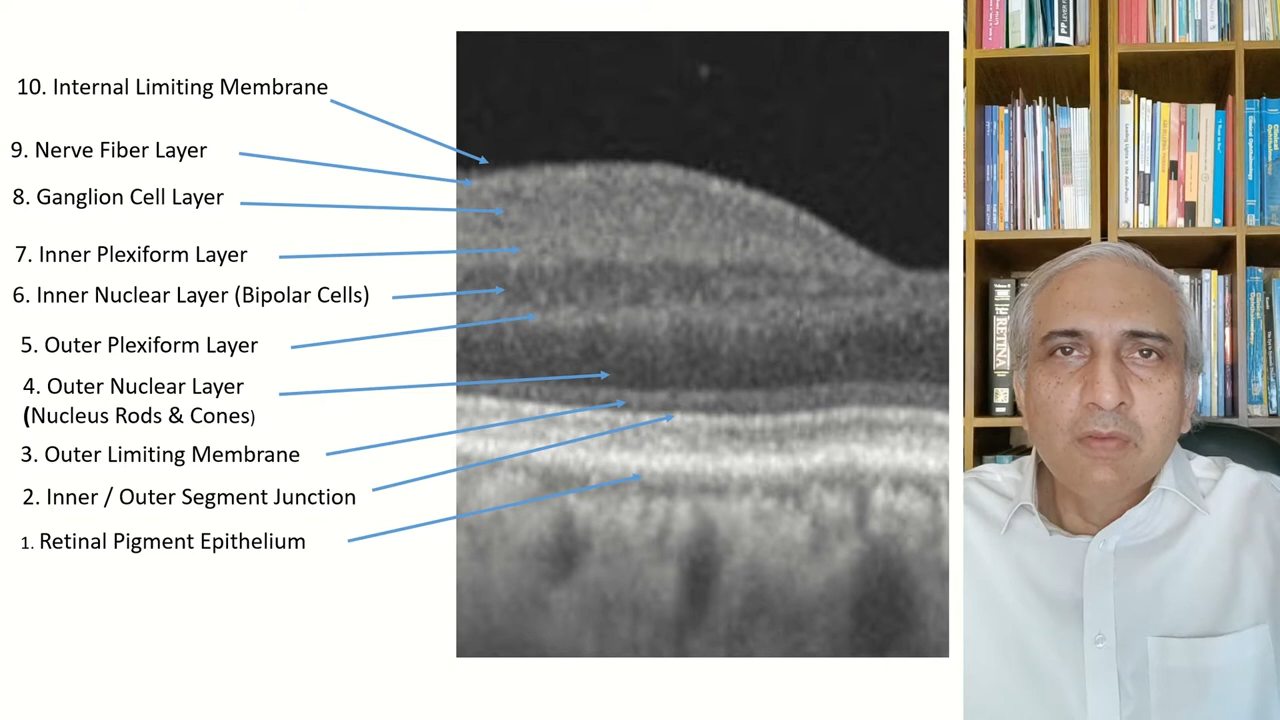 10. Internal Limiting Membrane
9. Nerve Fiber Layer
8. Ganglion Cell Layer
7. Inner Plexiform Layer
6. Inner Nuclear Layer (Bipolar Cells)
5. Outer Plexiform Layer
4. Outer Nuclear Layer
(Nucleus Rods & Cones)
3. Outer Limiting Membrane
2. Inner / Outer Segment Junction
1. Retinal Pigment Epithelium
RETINA